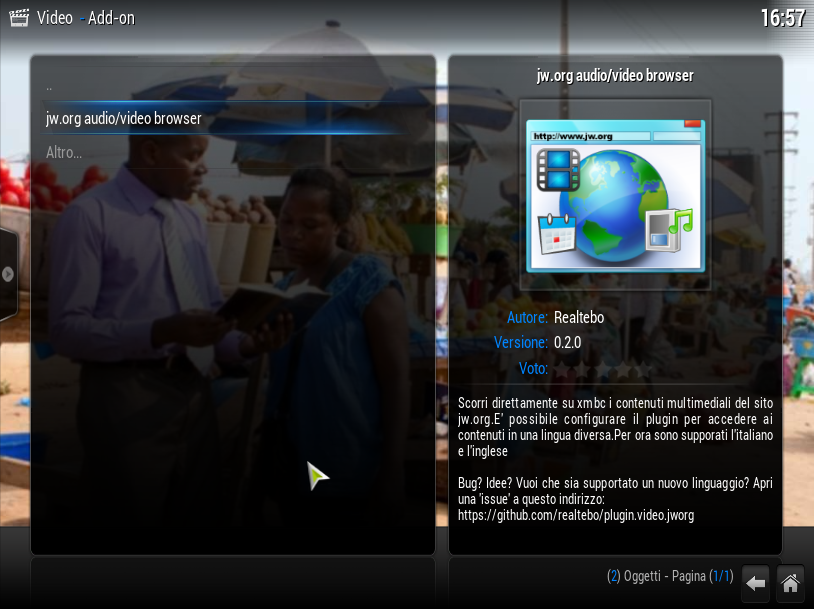 Video - Add-on
16:57
..
jw.org audio/video browser
Altro...
jw.org audio/video browser
http://www.jw.org
Autore: Realtebo
Versione: 0.2.0
Voto:
Scorri direttamente su xmbc i contenuti multimediali del sito
jw.org.E' possibile configurare il plugin per accedere ai
contenuti in una lingua diversa.Per ora sono supporati l'italiano
e l'inglese
Bug? Idee? Vuoi che sia supportato un nuovo linguaggio? Apri
una 'issue' a questo indirizzo:
https://github.com/realtebo/plugin.video.jworg
(2) Oggetti - Pagina (1/1)